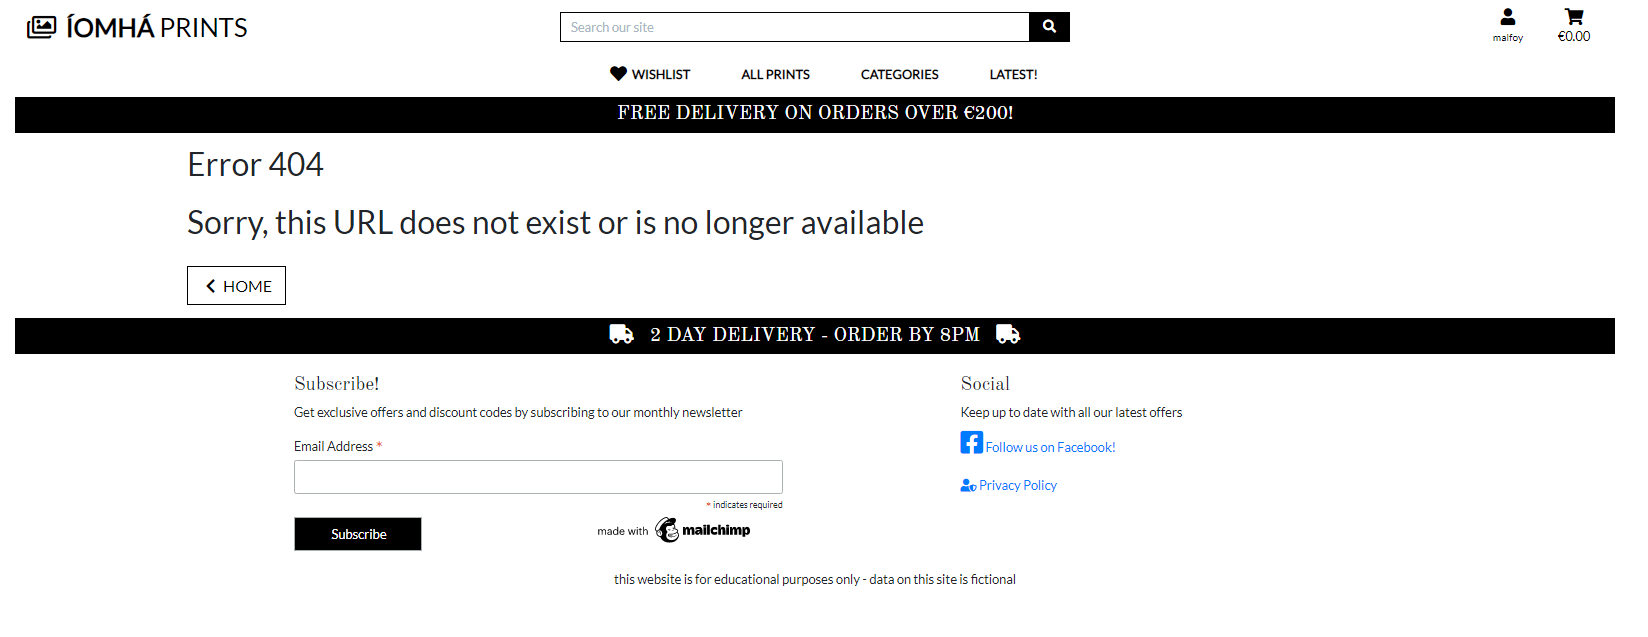 ÍOMHÁ PRINTS
Search our site
malfoy
€0.00
WISHLIST ALL PRINTS CATEGORIES LATEST!
FREE DELIVERY ON ORDERS OVER €200!
Error 404
Sorry, this URL does not exist or is no longer available
HOME
2 DAY DELIVERY - ORDER BY 8PM
Subscribe!
Get exclusive offers and discount codes by subscribing to our monthly newsletter
Email Address *
* indicates required
Subscribe
made with mailchimp
Social
Keep up to date with all our latest offers
Follow us on Facebook!
Privacy Policy
this website is for educational purposes only - data on this site is fictional